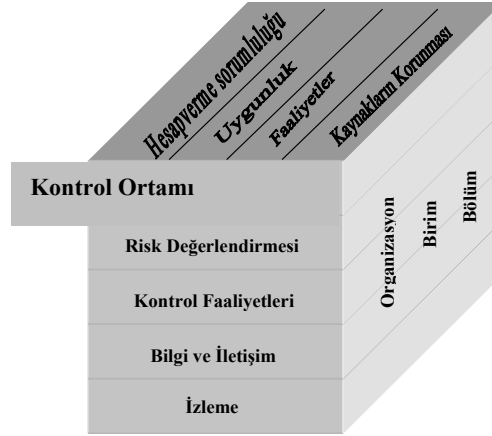 Hesapverme sorumluluğu
Uygunluk
Faaliyetler
Kaynakların Korunması
Kontrol Ortamı
Risk Değerlendirmesi
Kontrol Faaliyetleri
Bilgi ve İletişim
İzleme
Organizasyon
Birim
Bölüm